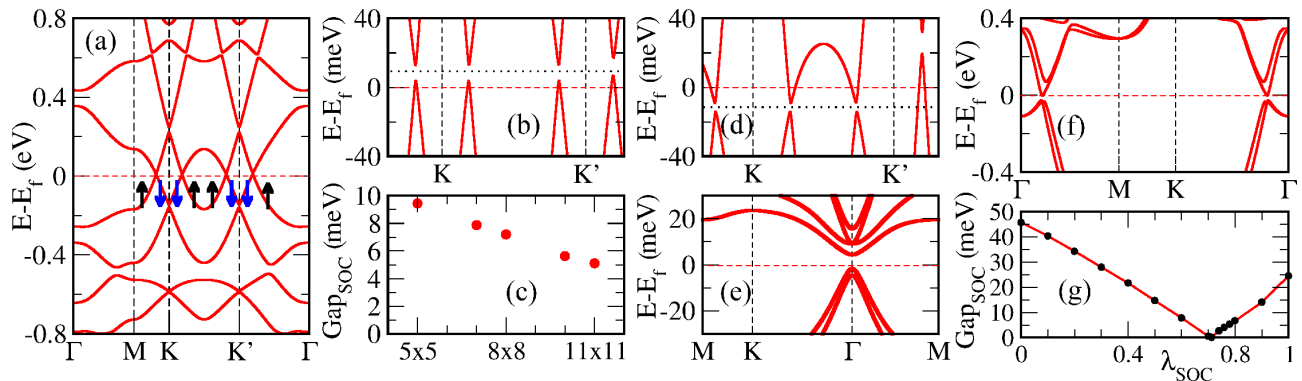 (a)
E-E_f (eV)
0.8
0.4
0
-0.4
-0.8
Γ M K K' Γ
(b)
E-E_f (meV)
40
0
-40
K K'
(c)
Gap_SOC (meV)
10
8
6
4
2
0
5x5 8x8 11x11
(d)
E-E_f (meV)
40
0
-40
K K'
(e)
E-E_f (meV)
20
0
-20
M K Γ M
(f)
E-E_f (eV)
0.4
0
-0.4
Γ M K Γ
(g)
Gap_SOC (meV)
50
40
30
20
10
0
0 0.4 0.8 1
λ_SOC